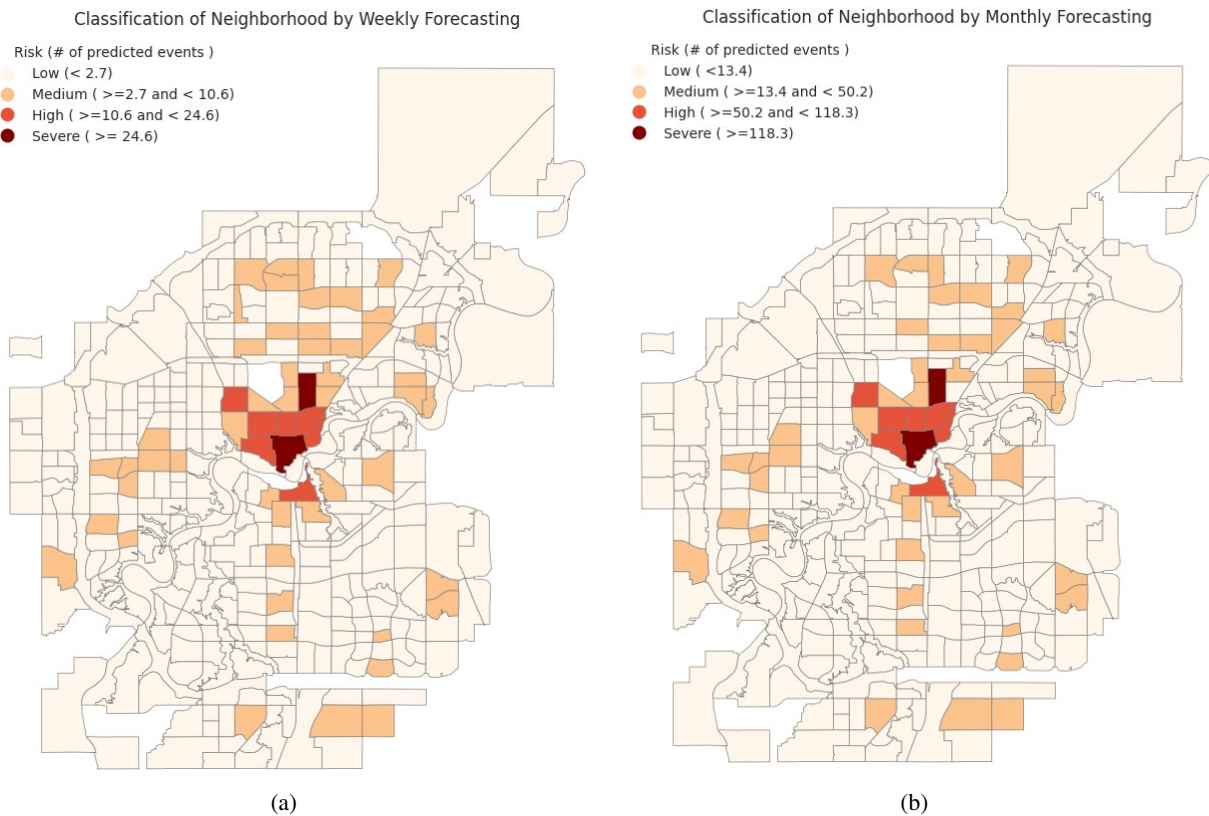 Classification of Neighborhood by Weekly Forecasting
Risk (# of predicted events )
Low (< 2.7)
Medium ( >=2.7 and < 10.6)
High ( >=10.6 and < 24.6)
Severe ( >= 24.6)
(a)
Classification of Neighborhood by Monthly Forecasting
Risk (# of predicted events )
Low ( <13.4)
Medium ( >=13.4 and < 50.2)
High ( >=50.2 and < 118.3)
Severe ( >=118.3)
(b)